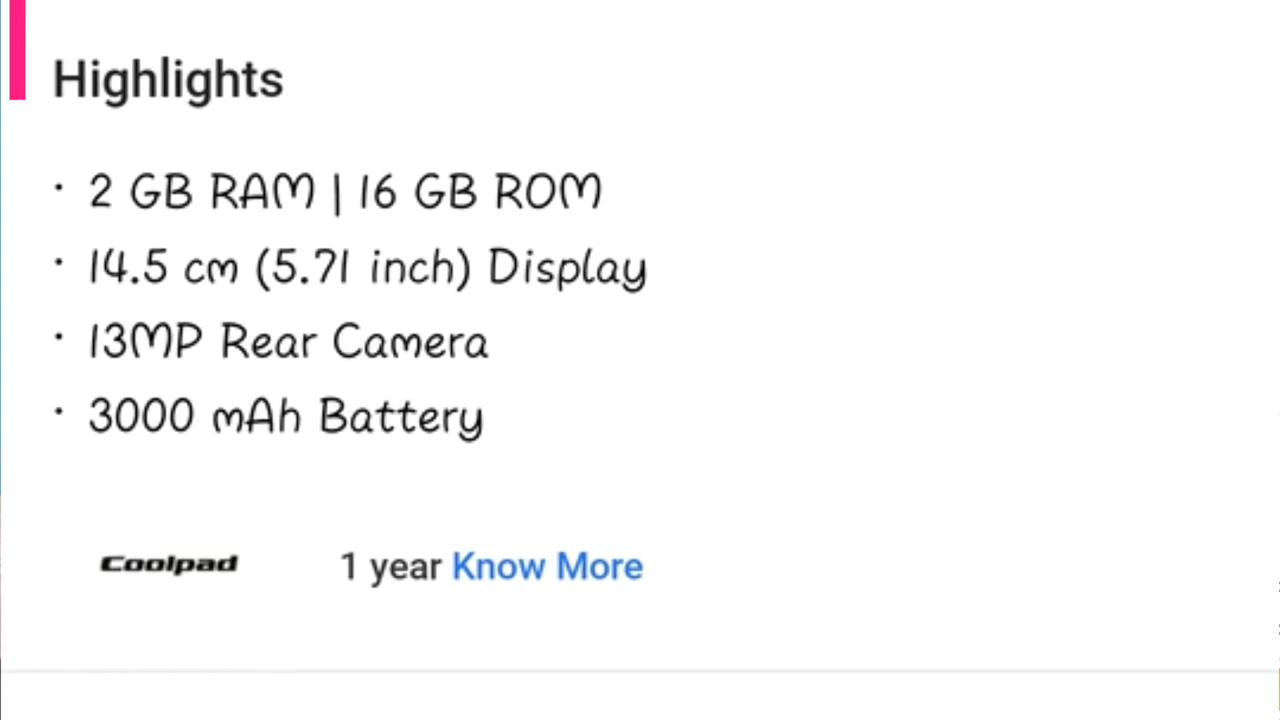 Highlights
· 2 GB RAM | 16 GB ROM
· 14.5 cm (5.71 inch) Display
· 13MP Rear Camera
· 3000 mAh Battery
Coolpad 1 year Know More